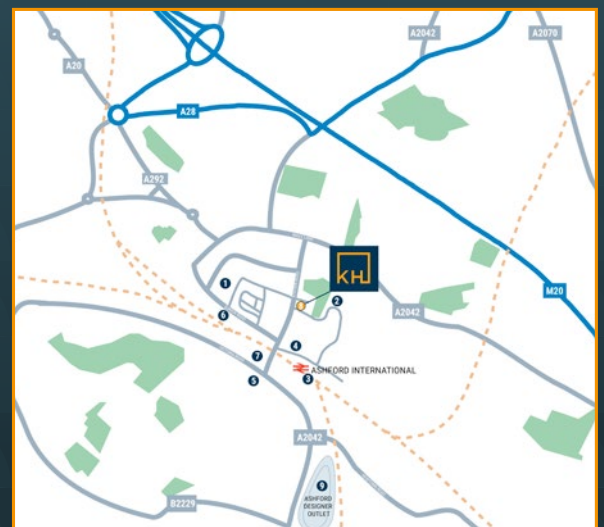 A2042
A2070
A20
A28
A292
KH
1
2
A2042
M20
6
4
7
ASHFORD INTERNATIONAL
5
3
A2042
9
ASHFORD
DESIGNER
OUTLET
B2229